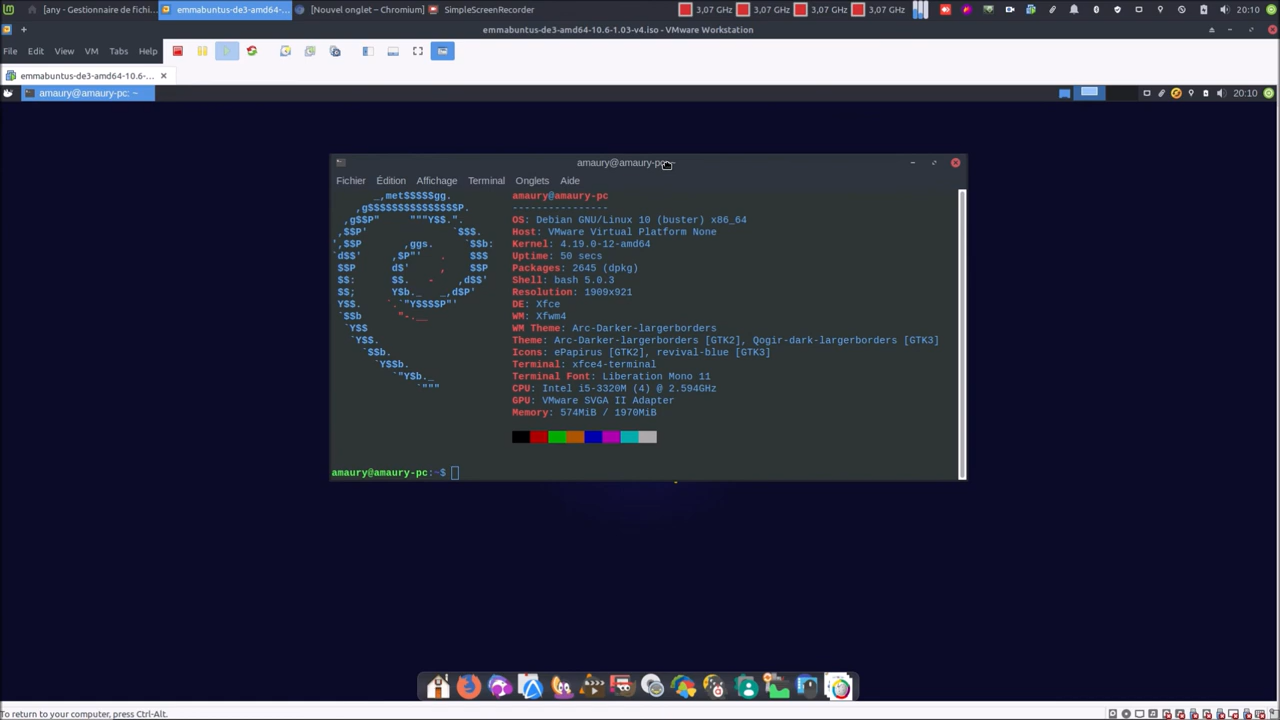 [any - Gestionnaire de fichi...
emmabuntus-de3-amd64-...
[Nouvel onglet – Chromium]
SimpleScreenRecorder
3,07 GHz
3,07 GHz
3,07 GHz
3,07 GHz
20:10
emmabuntus-de3-amd64-10.6-1.03-v4.iso - VMware Workstation
File Edit View VM Tabs Help
emmabuntus-de3-amd64-10.6-...
amaury@amaury-pc: ~
20:10
amaury@amaury-pc: ~
Fichier Édition Affichage Terminal Onglets Aide
amaury@amaury-pc
----------------
OS: Debian GNU/Linux 10 (buster) x86_64
Host: VMware Virtual Platform None
Kernel: 4.19.0-12-amd64
Uptime: 50 secs
Packages: 2645 (dpkg)
Shell: bash 5.0.3
Resolution: 1909x921
DE: Xfce
WM: Xfwm4
WM Theme: Arc-Darker-largerborders
Theme: Arc-Darker-largerborders [GTK2], Qogir-dark-largerborders [GTK3]
Icons: ePapirus [GTK2], revival-blue [GTK3]
Terminal: xfce4-terminal
Terminal Font: Liberation Mono 11
CPU: Intel i5-3320M (4) @ 2.594GHz
GPU: VMware SVGA II Adapter
Memory: 574MiB / 1970MiB
amaury@amaury-pc:~$
To return to your computer, press Ctrl-Alt.